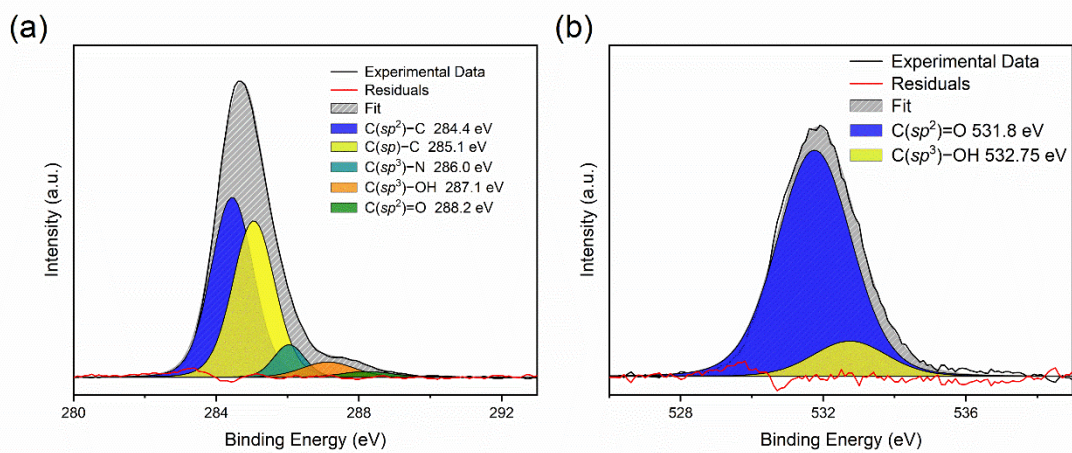 (a)
Experimental Data
Residuals
Fit
C(sp²)−C 284.4 eV
C(sp)−C 285.1 eV
C(sp³)−N 286.0 eV
C(sp³)−OH 287.1 eV
C(sp²)=O 288.2 eV
Intensity (a.u.)
280 284 288 292
Binding Energy (eV)
(b)
Experimental Data
Residuals
Fit
C(sp²)=O 531.8 eV
C(sp³)−OH 532.75 eV
Intensity (a.u.)
528 532 536
Binding Energy (eV)